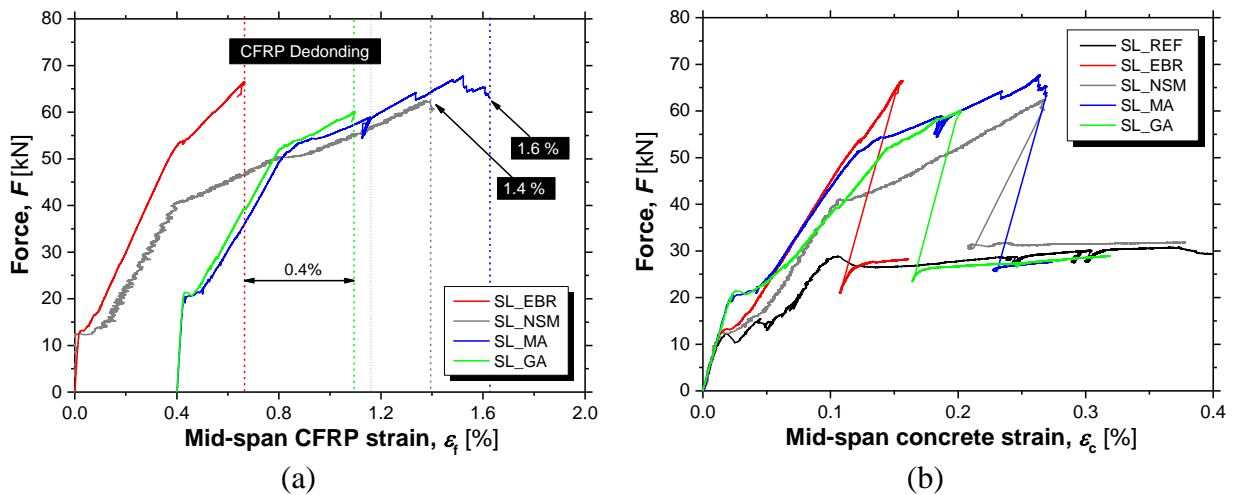 80
70
60
50
40
30
20
10
0
Force, F [kN]
CFRP Dedonding
1.6 %
1.4 %
0.4%
SL_EBR
SL_NSM
SL_MA
SL_GA
0.0 0.4 0.8 1.2 1.6 2.0
Mid-span CFRP strain, εf [%]
(a)
80
70
60
50
40
30
20
10
0
Force, F [kN]
SL_REF
SL_EBR
SL_NSM
SL_MA
SL_GA
0.0 0.1 0.2 0.3 0.4
Mid-span concrete strain, εc [%]
(b)